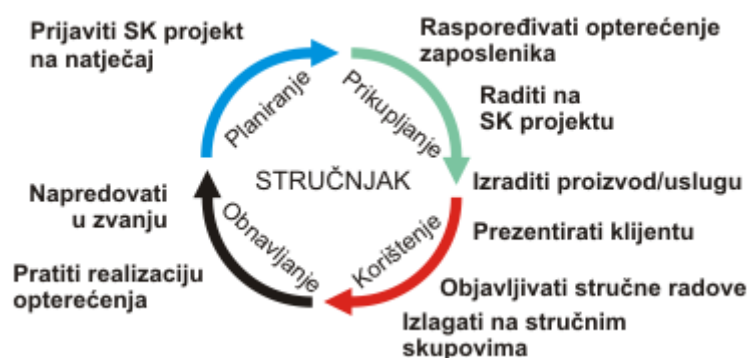 Prijaviti SK projekt
na natječaj
Raspoređivati opterećenje
zaposlenika
Raditi na
SK projektu
Planiranje
Prikupljanje
STRUČNJAK
Izraditi proizvod/uslugu
Napredovati
u zvanju
Obnavljanje
Korištenje
Prezentirati klijentu
Pratiti realizaciju
opterećenja
Objavljivati stručne radove
Izlagati na stručnim
skupovima